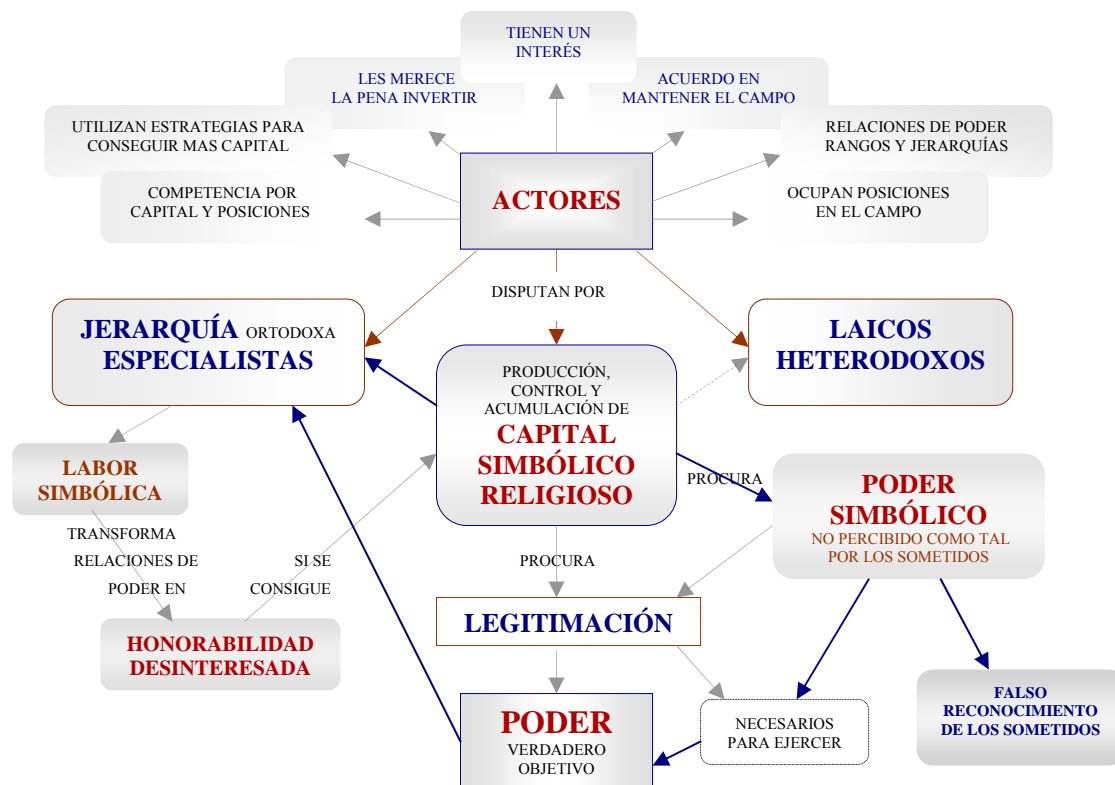 TIENEN UN
INTERÉS
LES MERECE
LA PENA INVERTIR
ACUERDO EN
MANTENER EL CAMPO
UTILIZAN ESTRATEGIAS PARA
CONSEGUIR MAS CAPITAL
RELACIONES DE PODER
RANGOS Y JERARQUÍAS
COMPETENCIA POR
CAPITAL Y POSICIONES
ACTORES
OCUPAN POSICIONES
EN EL CAMPO
DISPUTAN POR
JERARQUÍA ORTODOXA
ESPECIALISTAS
LAICOS
HETERODOXOS
PRODUCCIÓN,
CONTROL Y
ACUMULACIÓN DE
CAPITAL
SIMBÓLICO
RELIGIOSO
LABOR
SIMBÓLICA
PROCURA
PODER
SIMBÓLICO
NO PERCIBIDO COMO TAL
POR LOS SOMETIDOS
TRANSFORMA
RELACIONES DE
PODER EN
SI SE
CONSIGUE
PROCURA
LEGITIMACIÓN
HONORABILIDAD
DESINTERESADA
FALSO
RECONOCIMIENTO
DE LOS SOMETIDOS
PODER
VERDADERO
OBJETIVO
NECESARIOS
PARA EJERCER